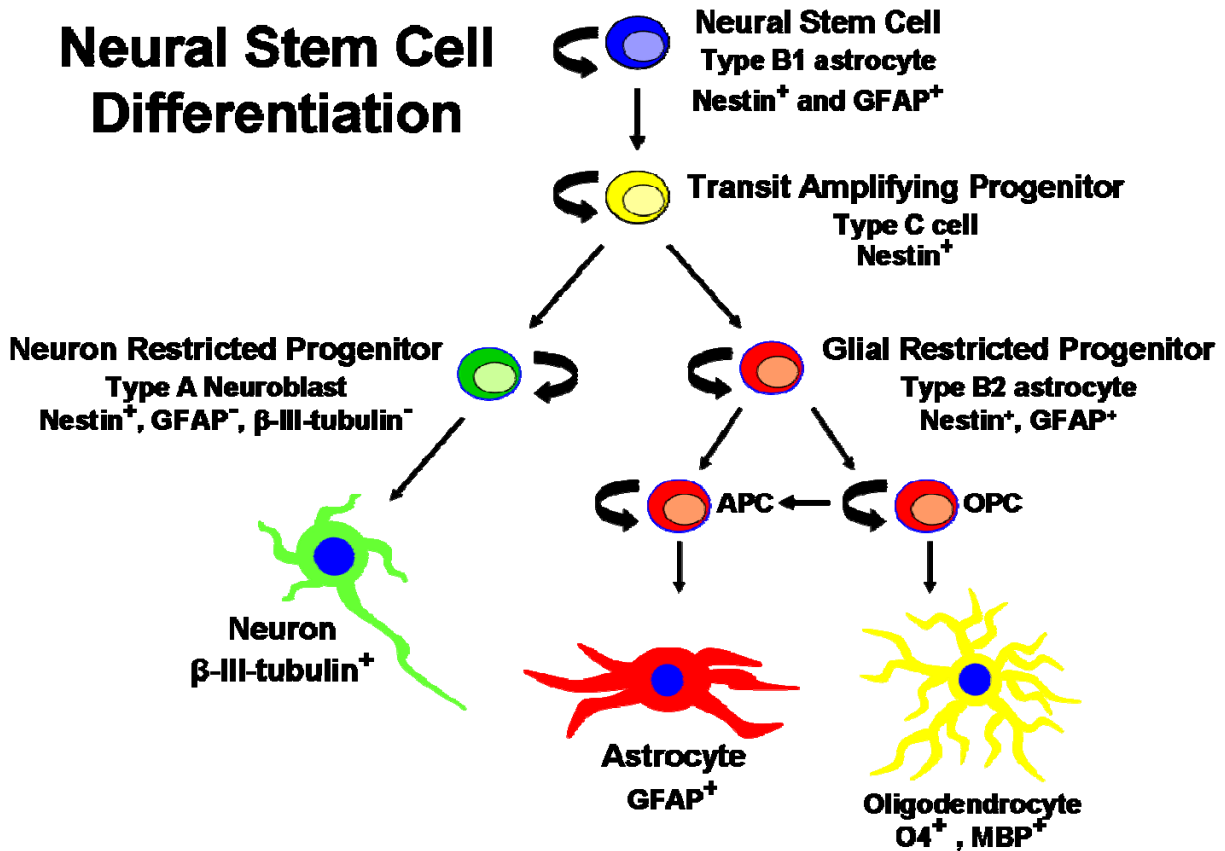 Neural Stem Cell
Differentiation
Neural Stem Cell
Type B1 astrocyte
Nestin⁺ and GFAP⁺
Transit Amplifying Progenitor
Type C cell
Nestin⁺
Neuron Restricted Progenitor
Type A Neuroblast
Nestin⁺, GFAP⁻, β-III-tubulin⁻
Glial Restricted Progenitor
Type B2 astrocyte
Nestin⁺, GFAP⁺
APC
OPC
Neuron
β-III-tubulin⁺
Astrocyte
GFAP⁺
Oligodendrocyte
O4⁺ , MBP⁺